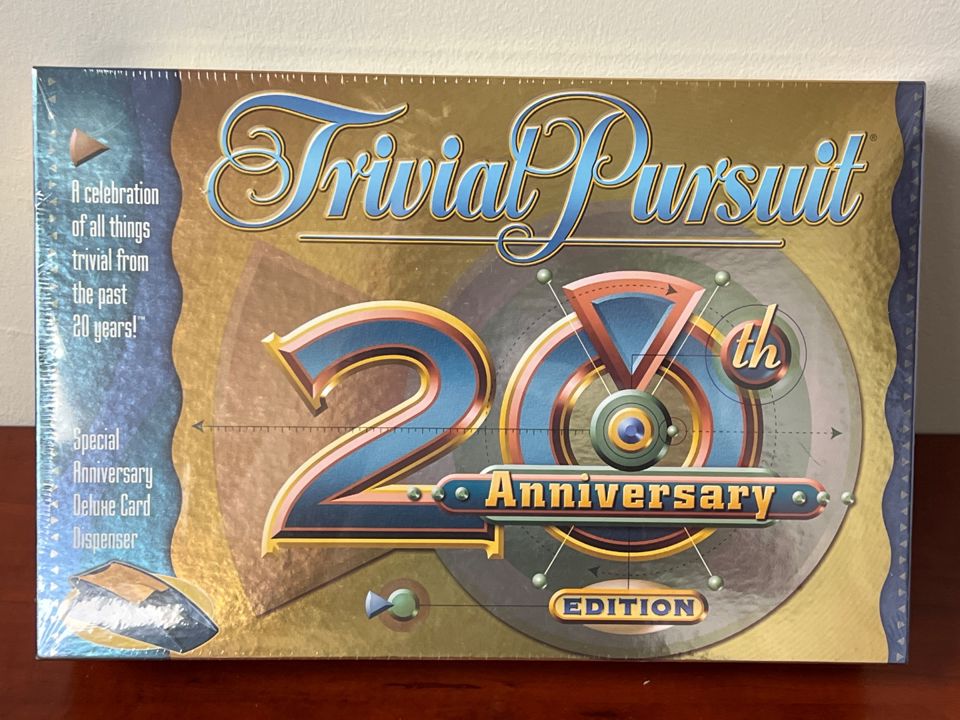 Trivial Pursuit®
A celebration
of all things
trivial from
the past
20 years!™
20th
Anniversary
EDITION
Special
Anniversary
Deluxe Card
Dispenser